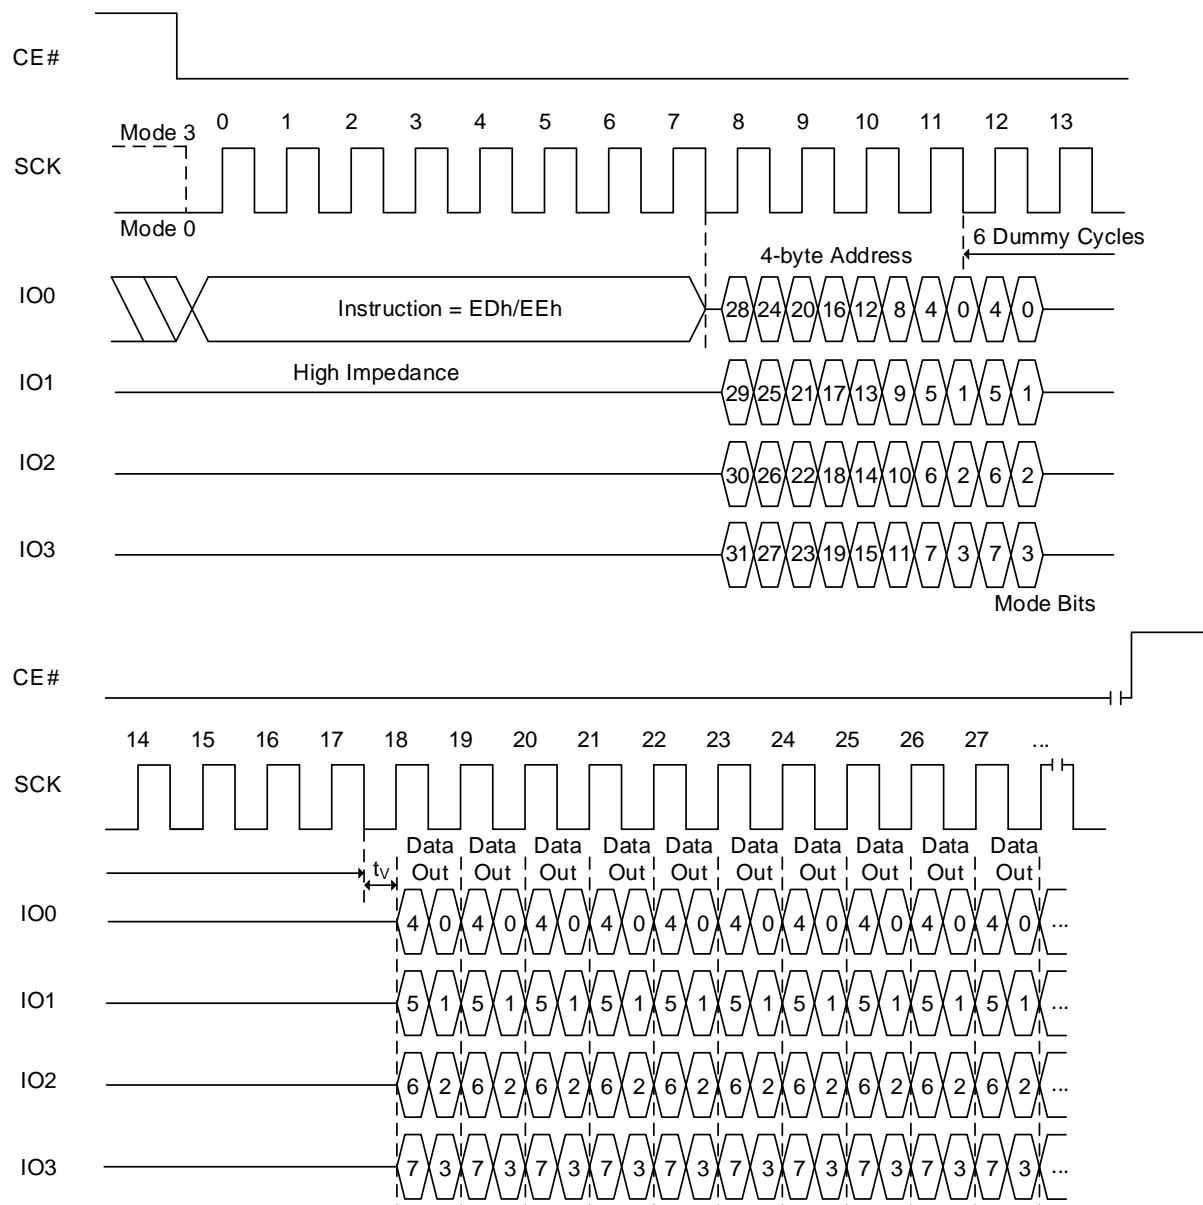 CE#
Mode 3 0 1 2 3 4 5 6 7 8 9 10 11 12 13
SCK
Mode 0
6 Dummy Cycles
4-byte Address
IO0 Instruction = EDh/EEh 28 24 20 16 12 8 4 0 4 0
IO1 High Impedance 29 25 21 17 13 9 5 1 5 1
IO2 30 26 22 18 14 10 6 2 6 2
IO3 31 27 23 19 15 11 7 3 7 3
Mode Bits
CE#
14 15 16 17 18 19 20 21 22 23 24 25 26 27 ...
SCK
Data Data Data Data Data Data Data Data Data Data
tV Out Out Out Out Out Out Out Out Out Out
IO0 4 0 4 0 4 0 4 0 4 0 4 0 4 0 4 0 4 0 4 0 ...
IO1 5 1 5 1 5 1 5 1 5 1 5 1 5 1 5 1 5 1 5 1 ...
IO2 6 2 6 2 6 2 6 2 6 2 6 2 6 2 6 2 6 2 6 2 ...
IO3 7 3 7 3 7 3 7 3 7 3 7 3 7 3 7 3 7 3 7 3 ...